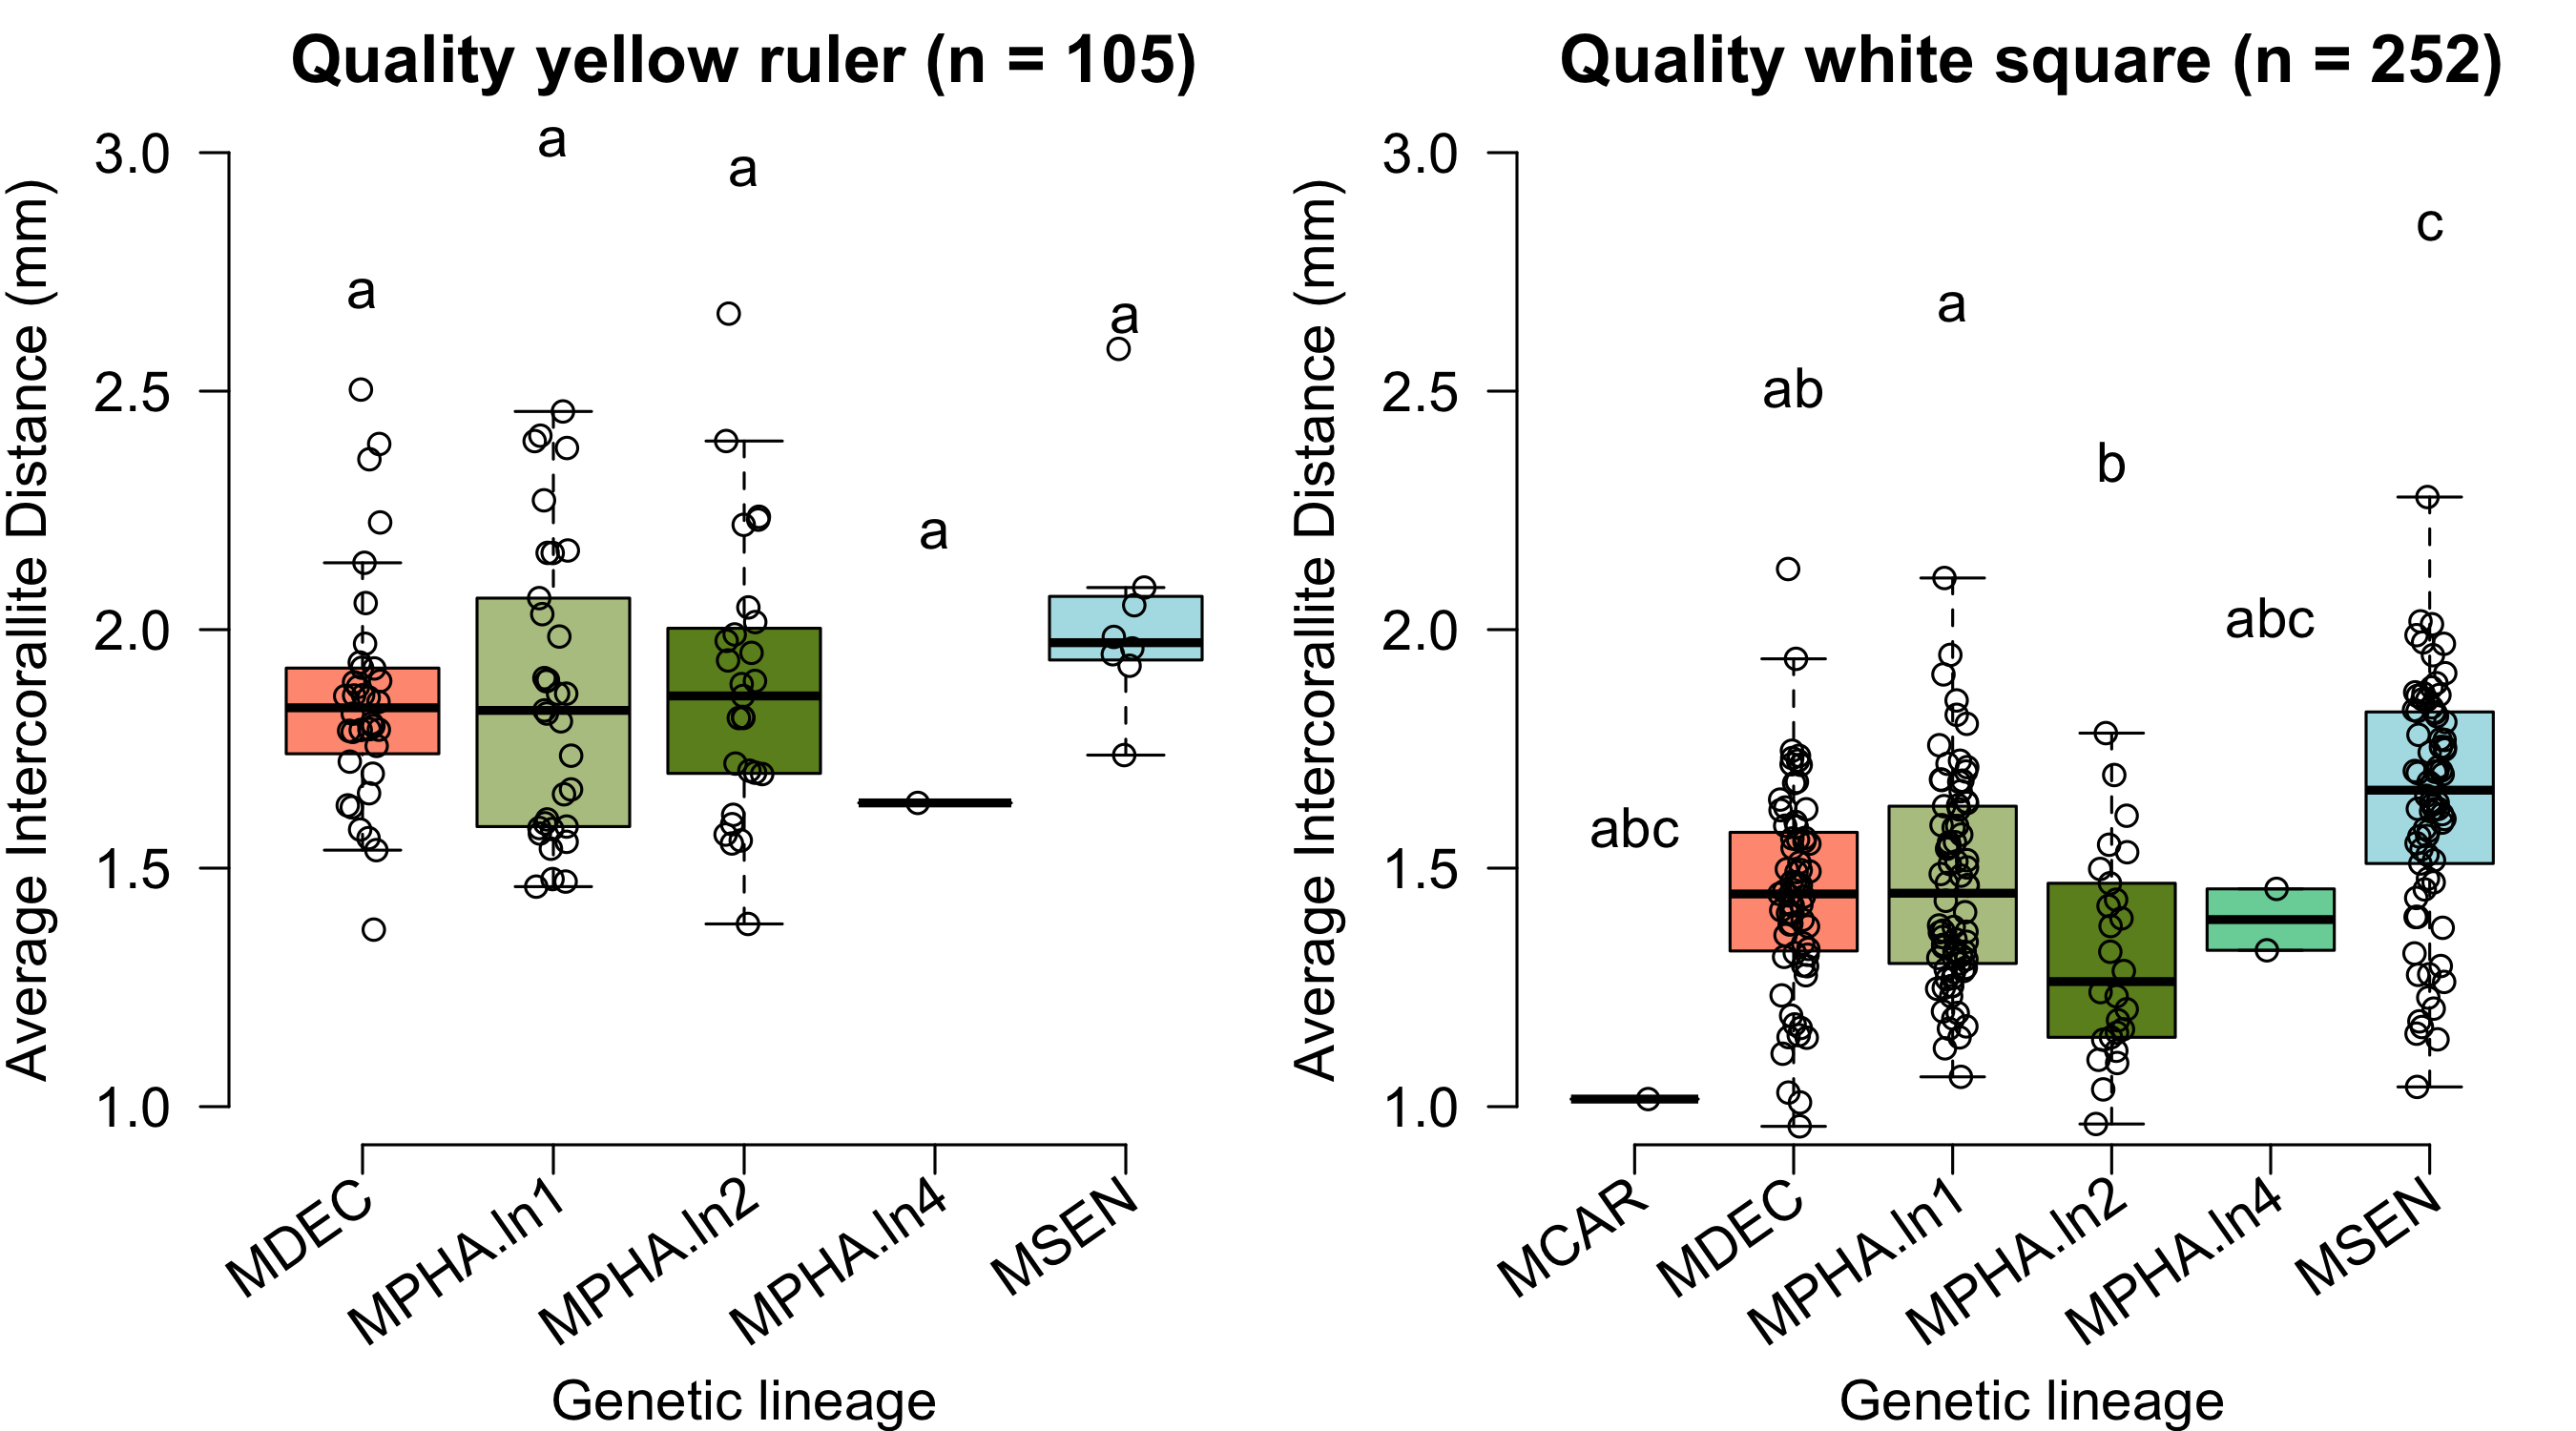 Quality yellow ruler (n = 105)
Average Intercorallite Distance (mm)
3.0
2.5
2.0
1.5
1.0
a
a
a
a
a
MDEC
MPHA.ln1
MPHA.ln2
MPHA.ln4
MSEN
Genetic lineage
Quality white square (n = 252)
Average Intercorallite Distance (mm)
3.0
2.5
2.0
1.5
1.0
abc
ab
a
b
abc
c
MCAR
MDEC
MPHA.ln1
MPHA.ln2
MPHA.ln4
MSEN
Genetic lineage